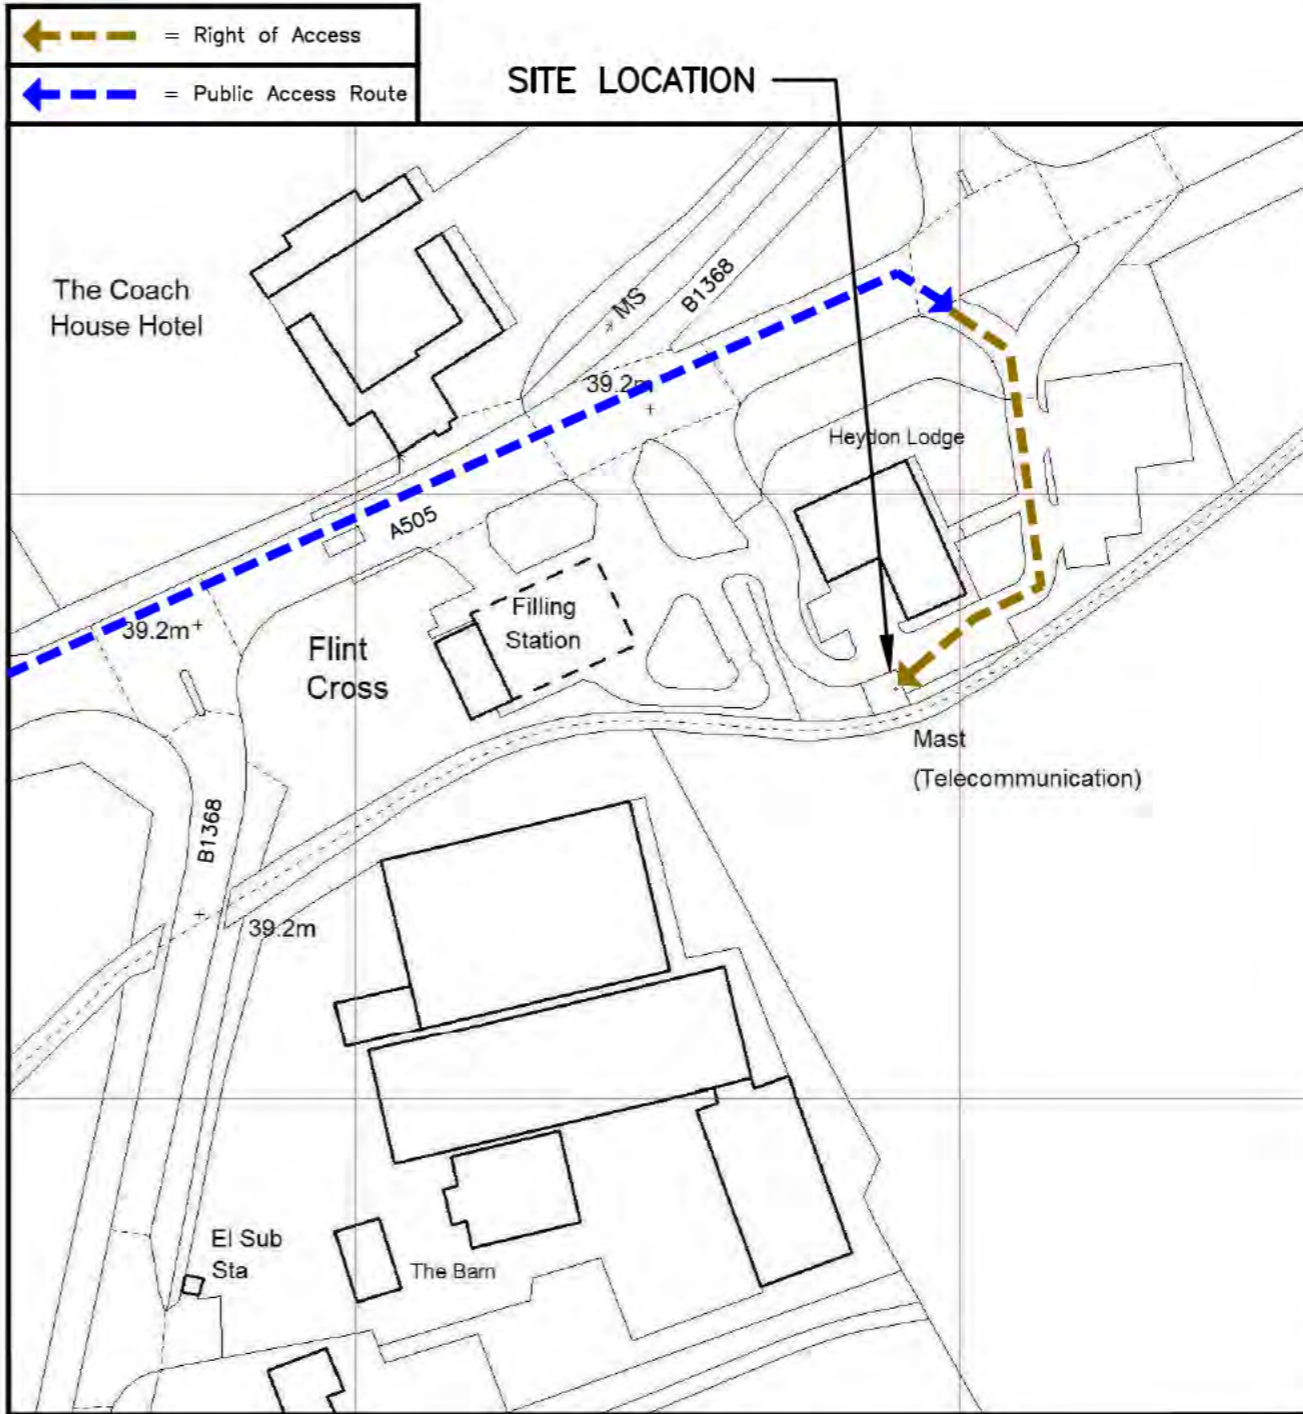 = Right of Access
= Public Access Route
SITE LOCATION
The Coach
House Hotel
MS
B1368
39.2m
Heydon Lodge
A505
Filling
Station
39.2m
Flint
Cross
Mast
(Telecommunication)
B1368
39.2m
El Sub
Sta
The Barn